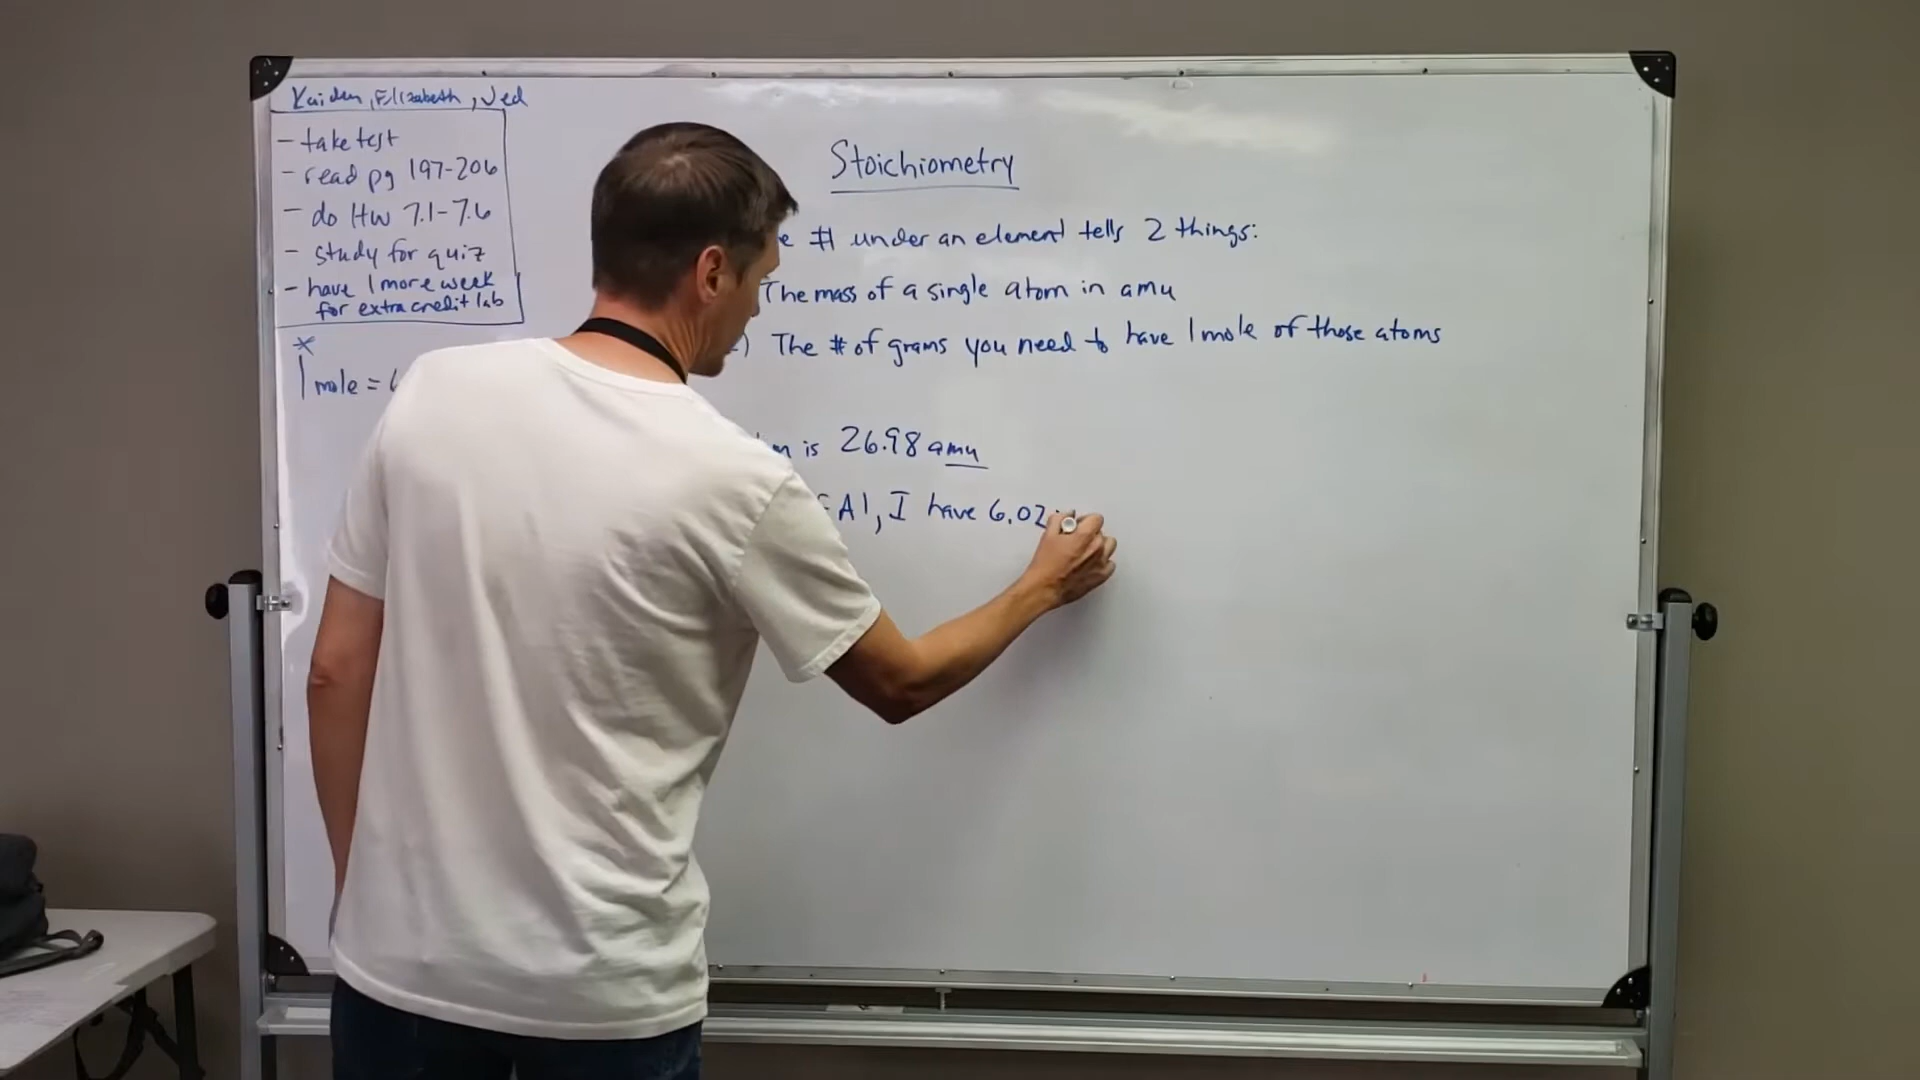 Kaiden, Elizabeth, Jed
- take test
- read pg 197-206
- do HW 7.1-7.6
- study for quiz
- have 1 more week
for extra credit lab
*
1 mole =
Stoichiometry
# under an element tells 2 things:
The mass of a single atom in amu
) The # of grams you need to have 1 mole of those atoms
is 26.98 amu
Al, I have 6.02